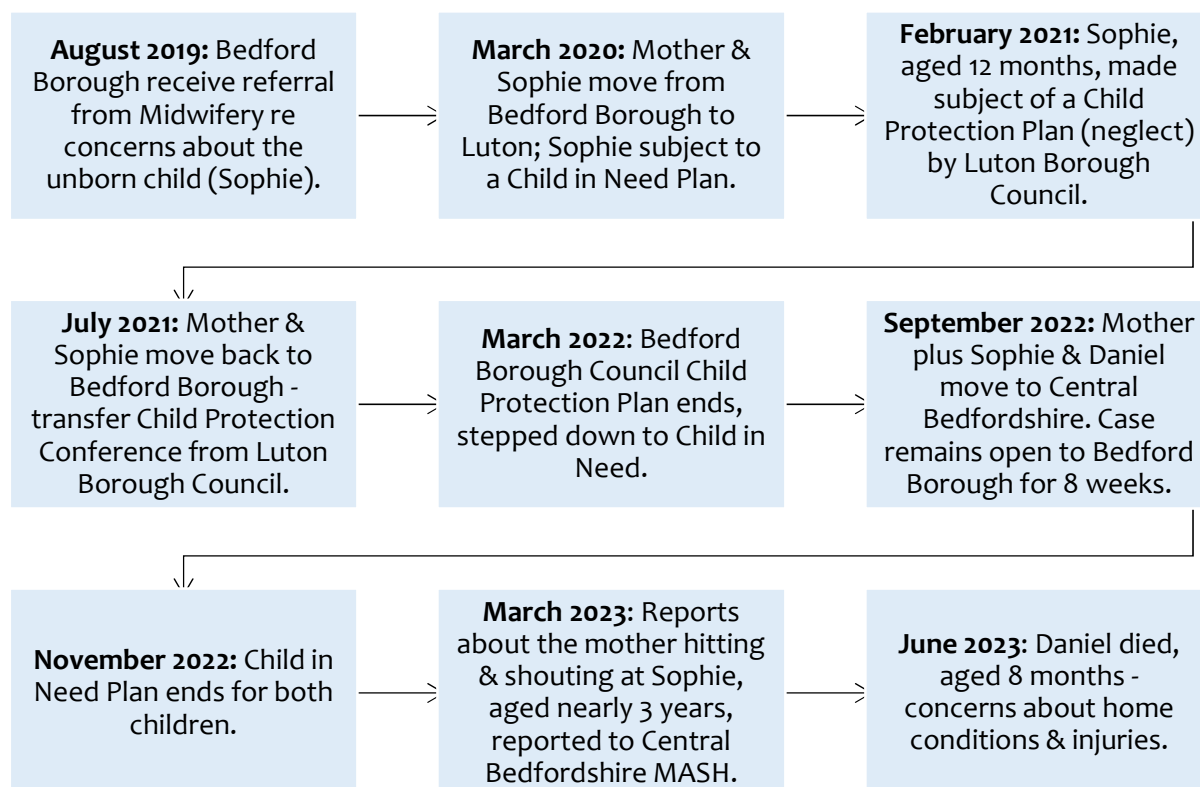 August 2019: Bedford
Borough receive referral
from Midwifery re
concerns about the
unborn child (Sophie).
March 2020: Mother &
Sophie move from
Bedford Borough to
Luton; Sophie subject to
a Child in Need Plan.
February 2021: Sophie,
aged 12 months, made
subject of a Child
Protection Plan (neglect)
by Luton Borough
Council.
July 2021: Mother &
Sophie move back to
Bedford Borough -
transfer Child Protection
Conference from Luton
Borough Council.
March 2022: Bedford
Borough Council Child
Protection Plan ends,
stepped down to Child in
Need.
September 2022: Mother
plus Sophie & Daniel
move to Central
Bedfordshire. Case
remains open to Bedford
Borough for 8 weeks.
November 2022: Child in
Need Plan ends for both
children.
March 2023: Reports
about the mother hitting
& shouting at Sophie,
aged nearly 3 years,
reported to Central
Bedfordshire MASH.
June 2023: Daniel died,
aged 8 months -
concerns about home
conditions & injuries.